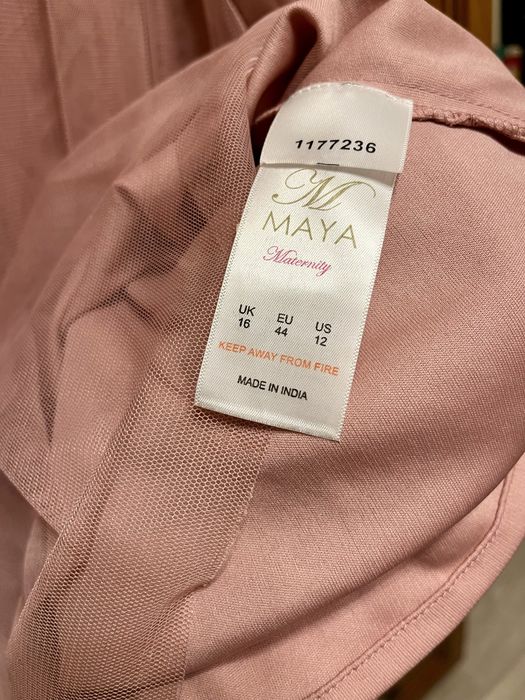 1177236
M
MAYA
Maternity
UK EU US
16 44 12
KEEP AWAY FROM FIRE
MADE IN INDIA